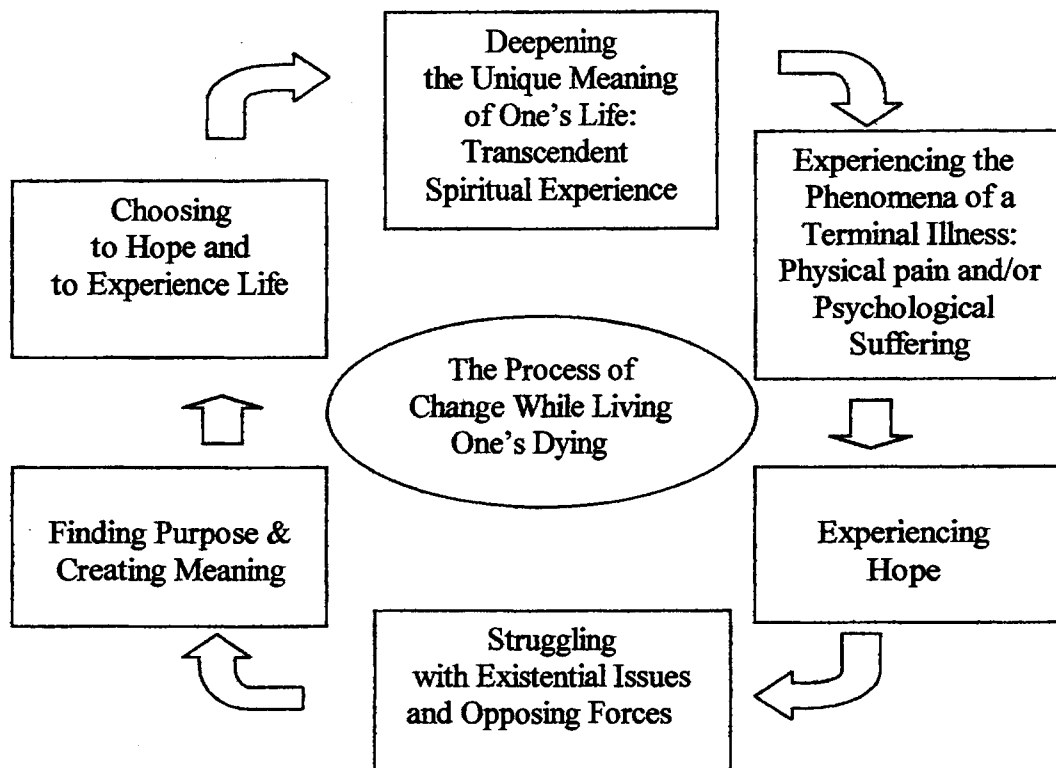 Deepening
the Unique Meaning
of One's Life:
Transcendent
Spiritual Experience
Experiencing the
Phenomena of a
Terminal Illness:
Physical pain and/or
Psychological
Suffering
Experiencing
Hope
Struggling
with Existential Issues
and Opposing Forces
Finding Purpose &
Creating Meaning
Choosing
to Hope and
to Experience Life
The Process of
Change While Living
One's Dying